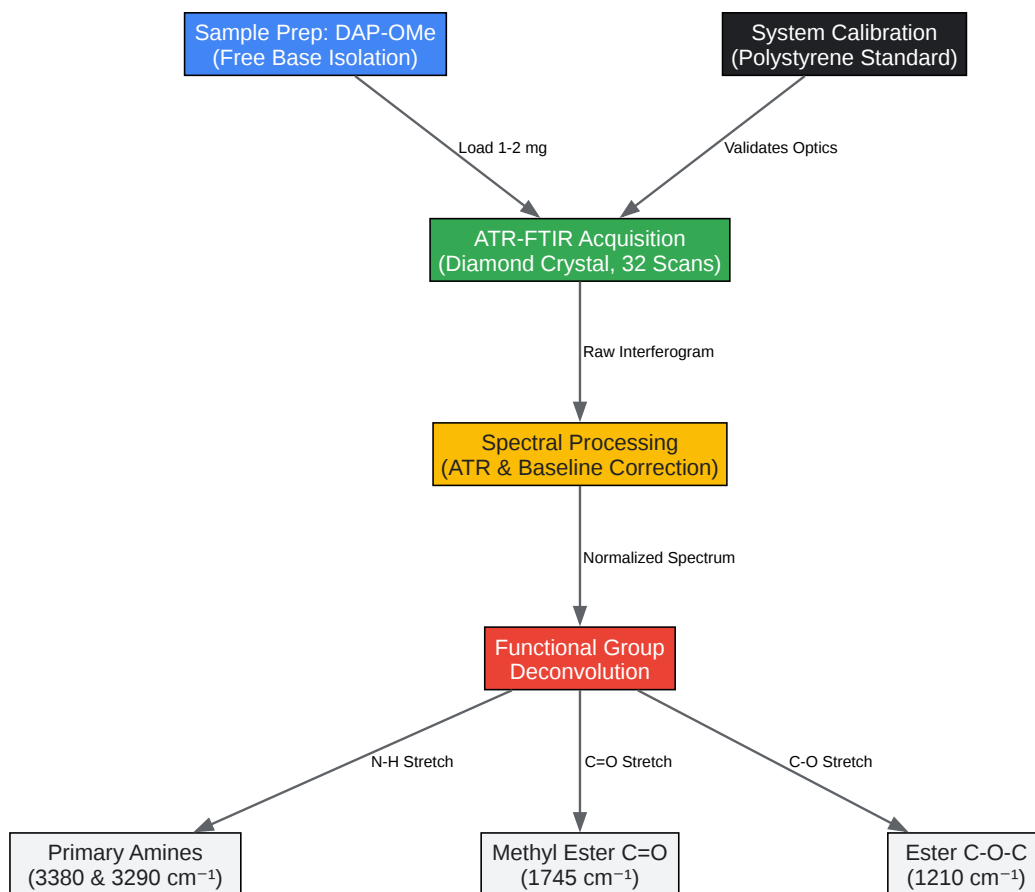 Sample Prep: DAP-OMe
(Free Base Isolation)
System Calibration
(Polystyrene Standard)
Load 1-2 mg
Validates Optics
ATR-FTIR Acquisition
(Diamond Crystal, 32 Scans)
Raw Interferogram
Spectral Processing
(ATR & Baseline Correction)
Normalized Spectrum
Functional Group
Deconvolution
N-H Stretch
C=O Stretch
C-O Stretch
Primary Amines
(3380 & 3290 cm⁻¹)
Methyl Ester C=O
(1745 cm⁻¹)
Ester C-O-C
(1210 cm⁻¹)